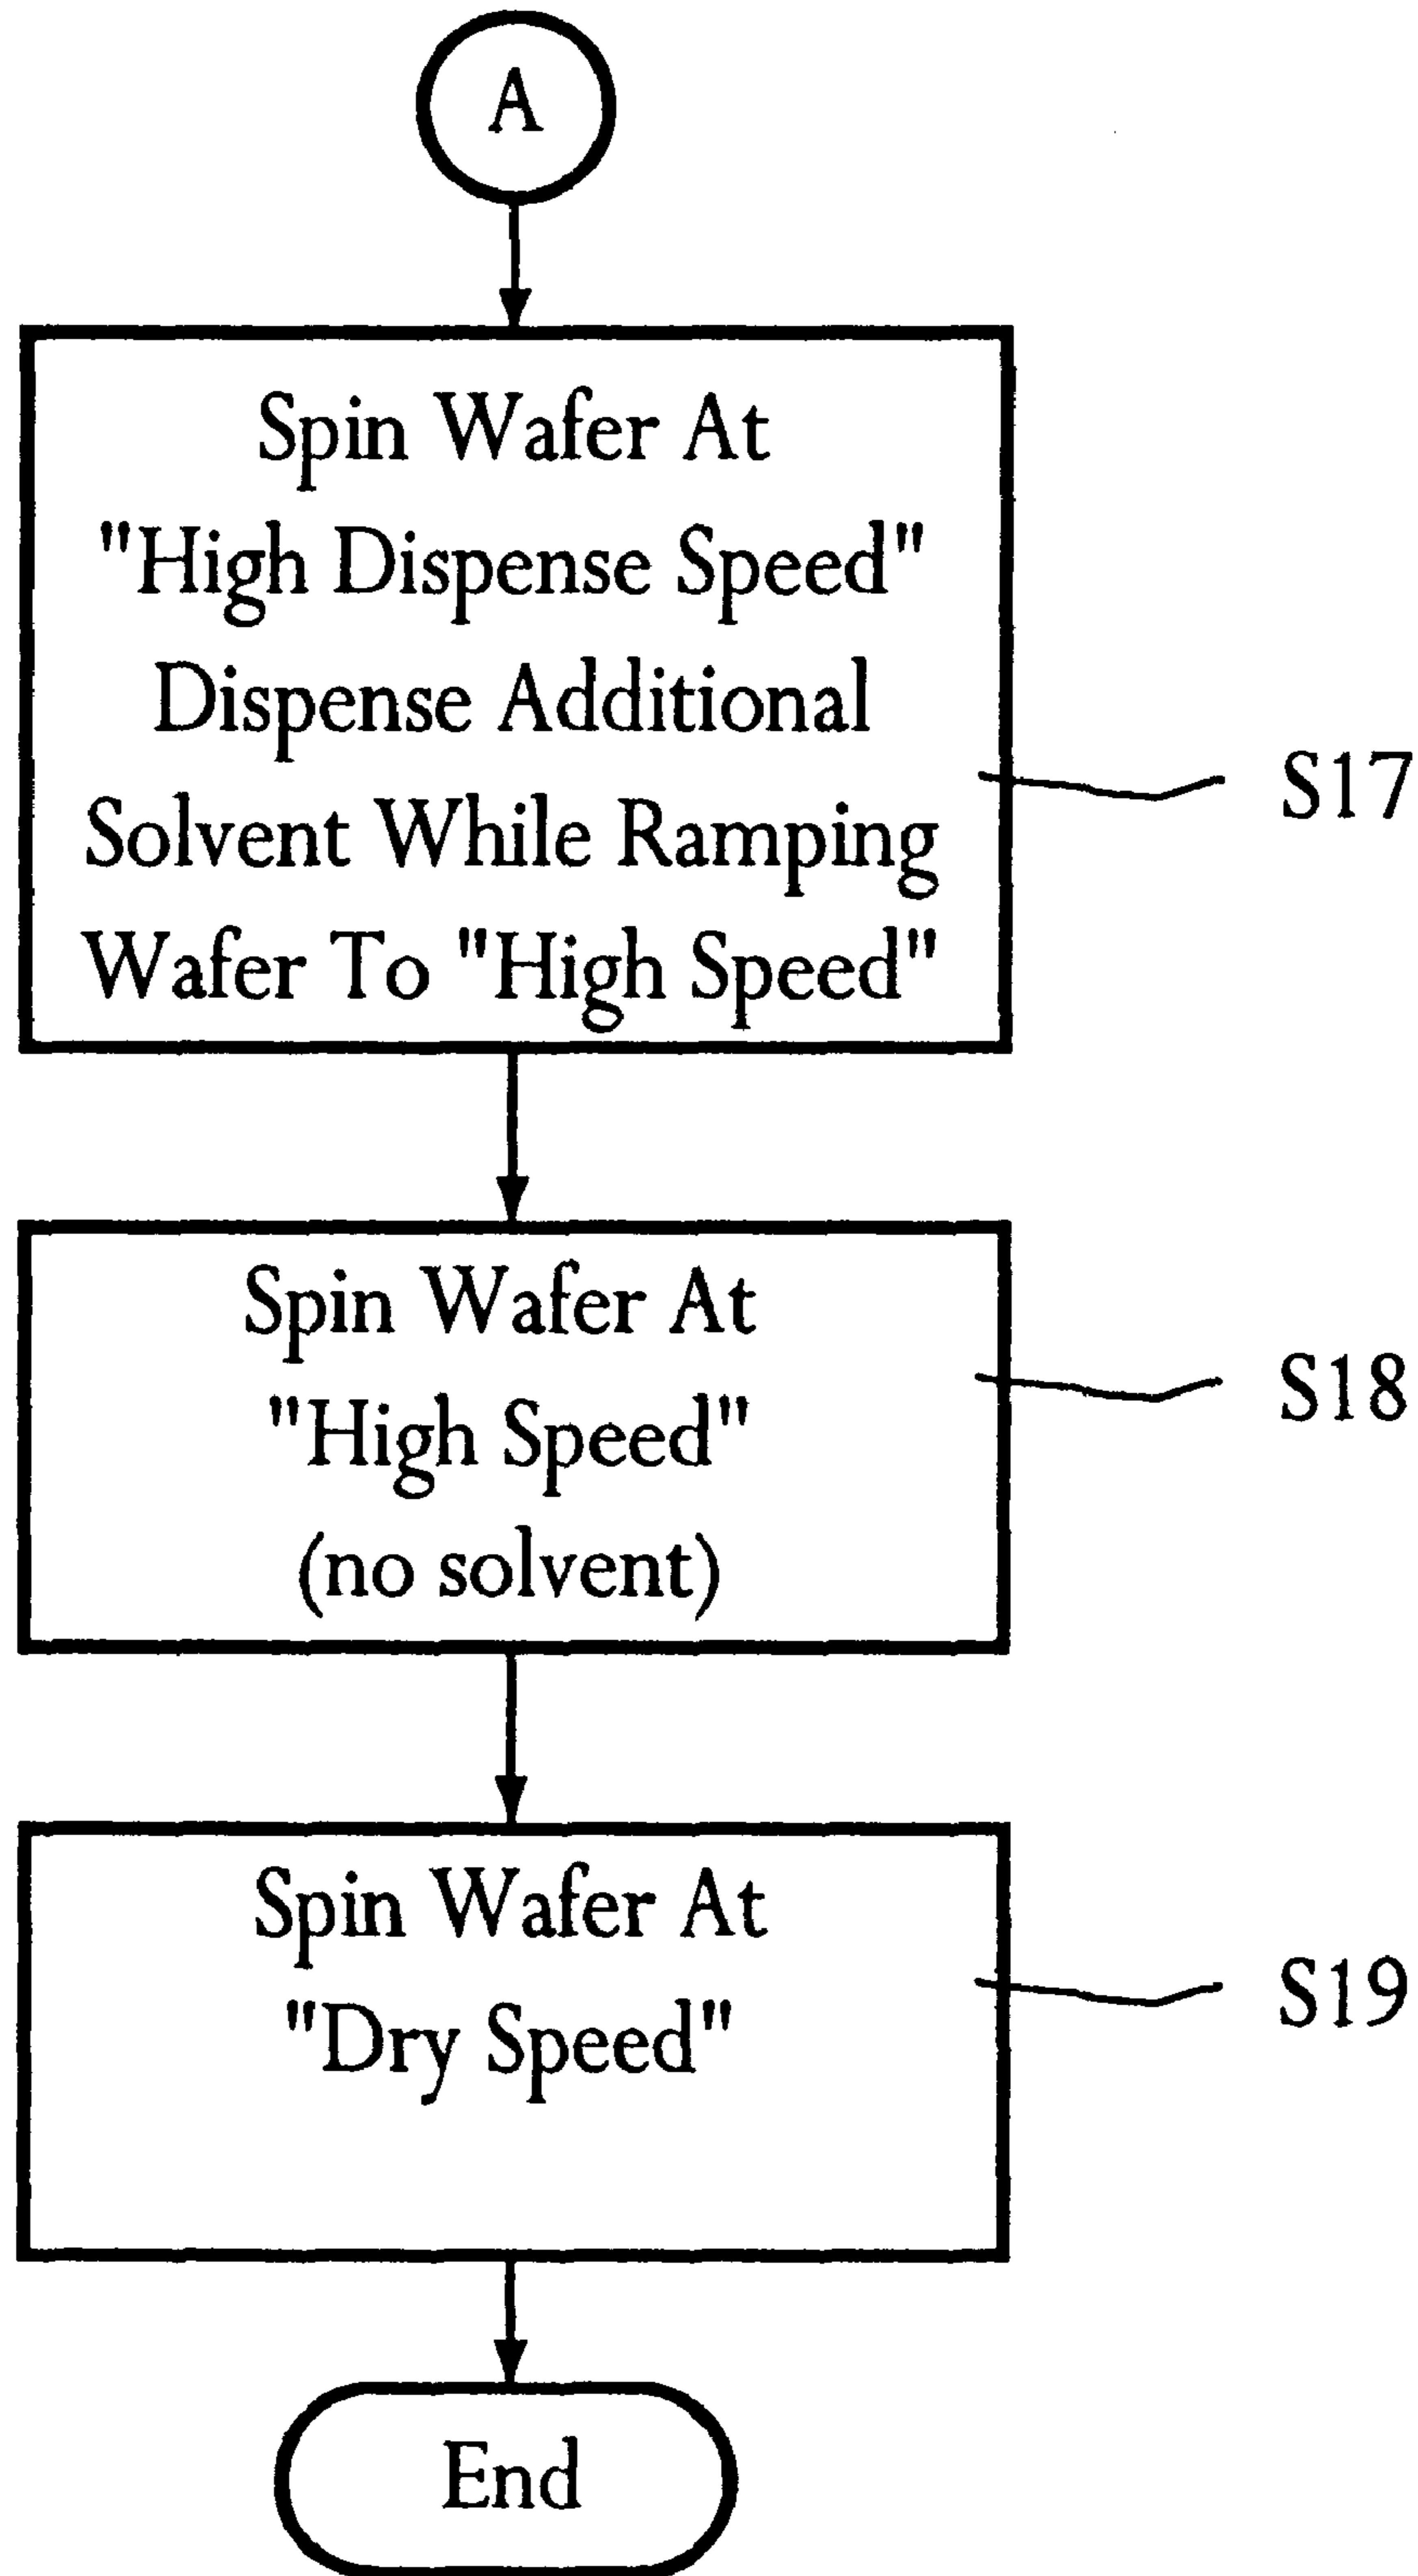 A
Spin Wafer At
"High Dispense Speed"
Dispense Additional
Solvent While Ramping
Wafer To "High Speed"
S17
Spin Wafer At
"High Speed"
(no solvent)
S18
Spin Wafer At
"Dry Speed"
S19
End